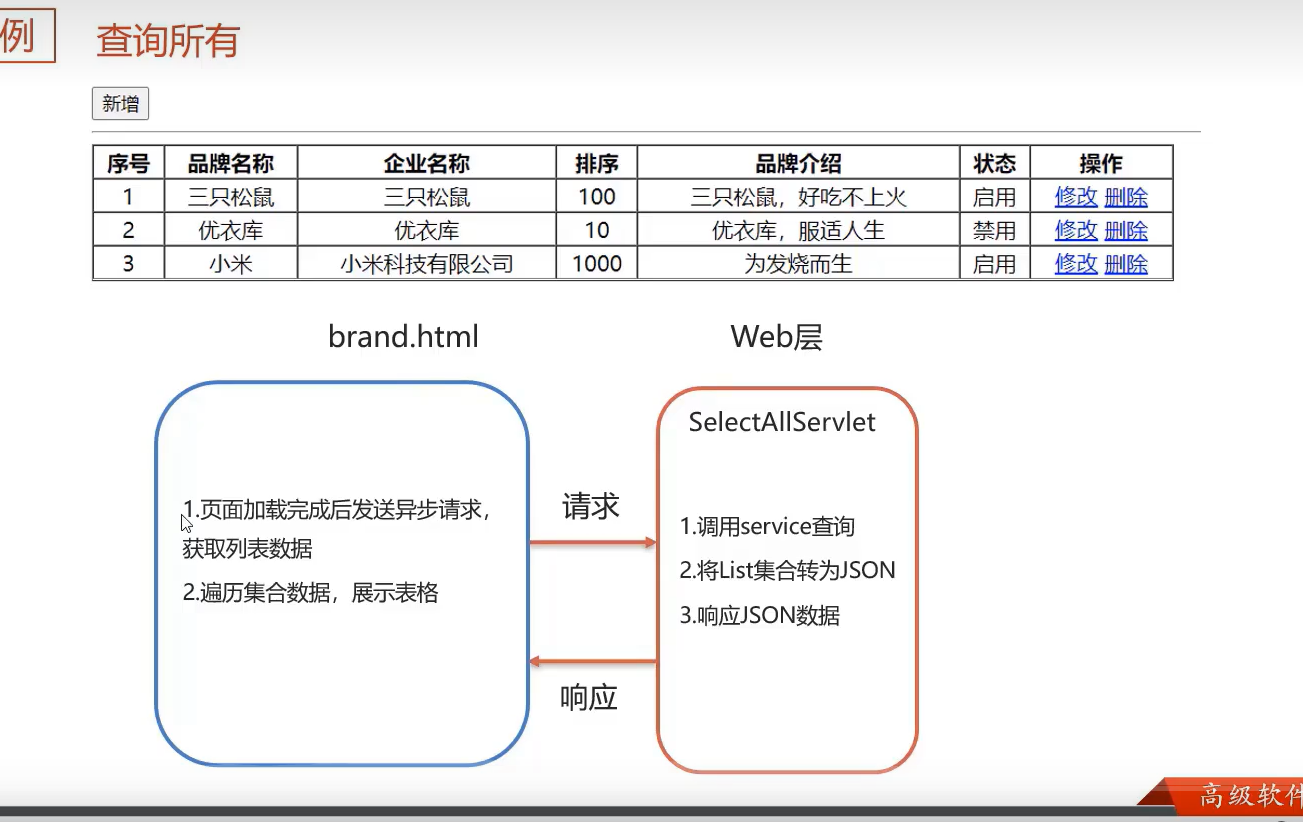 例
查询所有
新增
序号 品牌名称 企业名称 排序 品牌介绍 状态 操作
1 三只松鼠 三只松鼠 100 三只松鼠，好吃不上火 启用 修改 删除
2 优衣库 优衣库 10 优衣库，服适人生 禁用 修改 删除
3 小米 小米科技有限公司 1000 为发烧而生 启用 修改 删除
brand.html
Web层
SelectAllServlet
1.页面加载完成后发送异步请求，
获取列表数据
2.遍历集合数据，展示表格
请求
响应
1.调用service查询
2.将List集合转为JSON
3.响应JSON数据
高级软件